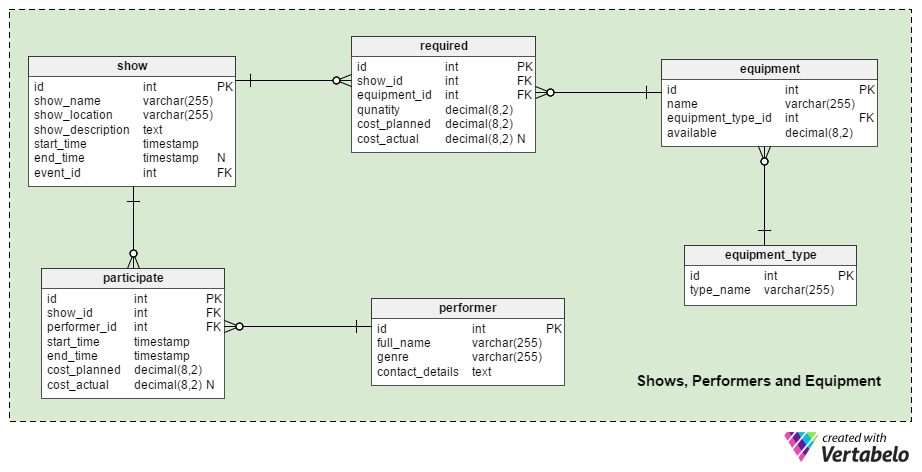 show
id int PK
show_name varchar(255)
show_location varchar(255)
show_description text
start_time timestamp
end_time timestamp N
event_id int FK
required
id int PK
show_id int FK
equipment_id int FK
qunatity decimal(8,2)
cost_planned decimal(8,2)
cost_actual decimal(8,2) N
equipment
id int PK
name varchar(255)
equipment_type_id int FK
available decimal(8,2)
participate
id int PK
show_id int FK
performer_id int FK
start_time timestamp
end_time timestamp
cost_planned decimal(8,2)
cost_actual decimal(8,2) N
performer
id int PK
full_name varchar(255)
genre varchar(255)
contact_details text
equipment_type
id int PK
type_name varchar(255)
Shows, Performers and Equipment
created with
Vertabelo